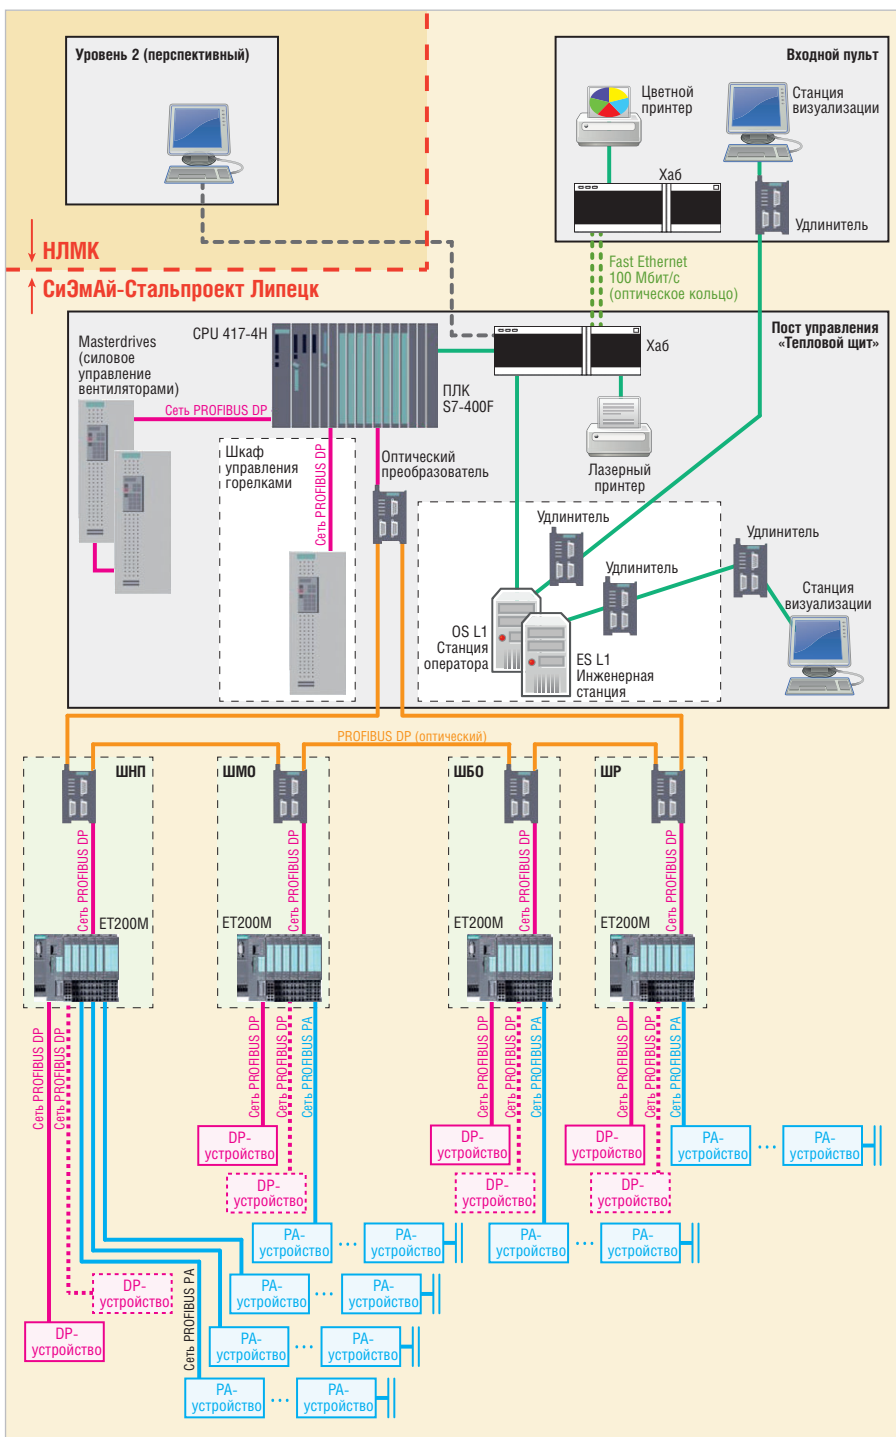 Уровень 2 (перспективный)
Входной пульт
Цветной
принтер
Станция
визуализации
Хаб
Удлинитель
НЛМК
СиЭмАй-Стальпроект Липецк
Fast Ethernet
100 Мбит/с
(оптическое кольцо)
Пост управления
«Тепловой щит»
Masterdrives
(силовое
управление
вентиляторами)
CPU 417-4H
Хаб
ПЛК
S7-400F
Сеть PROFIBUS DP
Шкаф
управления
горелками
Сеть PROFIBUS DP
Оптический
преобразователь
Лазерный
принтер
Удлинитель
Удлинитель
Удлинитель
Станция
визуализации
OS L1
Станция
оператора
ES L1
Инженерная
станция
PROFIBUS DP (оптический)
ШНП
ШМО
ШБО
ШР
Сеть PROFIBUS DP
Сеть PROFIBUS DP
Сеть PROFIBUS DP
Сеть PROFIBUS DP
ET200M
ET200M
ET200M
ET200M
Сеть PROFIBUS DP
Сеть PROFIBUS DP
Сеть PROFIBUS DP
Сеть PROFIBUS DP
Сеть PROFIBUS PA
Сеть PROFIBUS DP
Сеть PROFIBUS DP
Сеть PROFIBUS PA
Сеть PROFIBUS DP
Сеть PROFIBUS DP
Сеть PROFIBUS PA
DP-
устройство
DP-
устройство
DP-
устройство
PA-
устройство
...
PA-
устройство
DP-
устройство
DP-
устройство
DP-
устройство
PA-
устройство
...
PA-
устройство
PA-
устройство
...
PA-
устройство
DP-
устройство
PA-
устройство
...
PA-
устройство
DP-
устройство
Сеть PROFIBUS PA
PA-
устройство
...
PA-
устройство
PA-
устройство
...
PA-
устройство